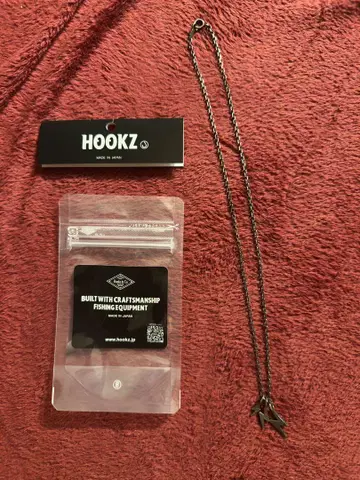 HOOKZ
MADE IN JAPAN
BUILT WITH CRAFTSMANSHIP
FISHING EQUIPMENT
MADE IN JAPAN
www.hookz.jp